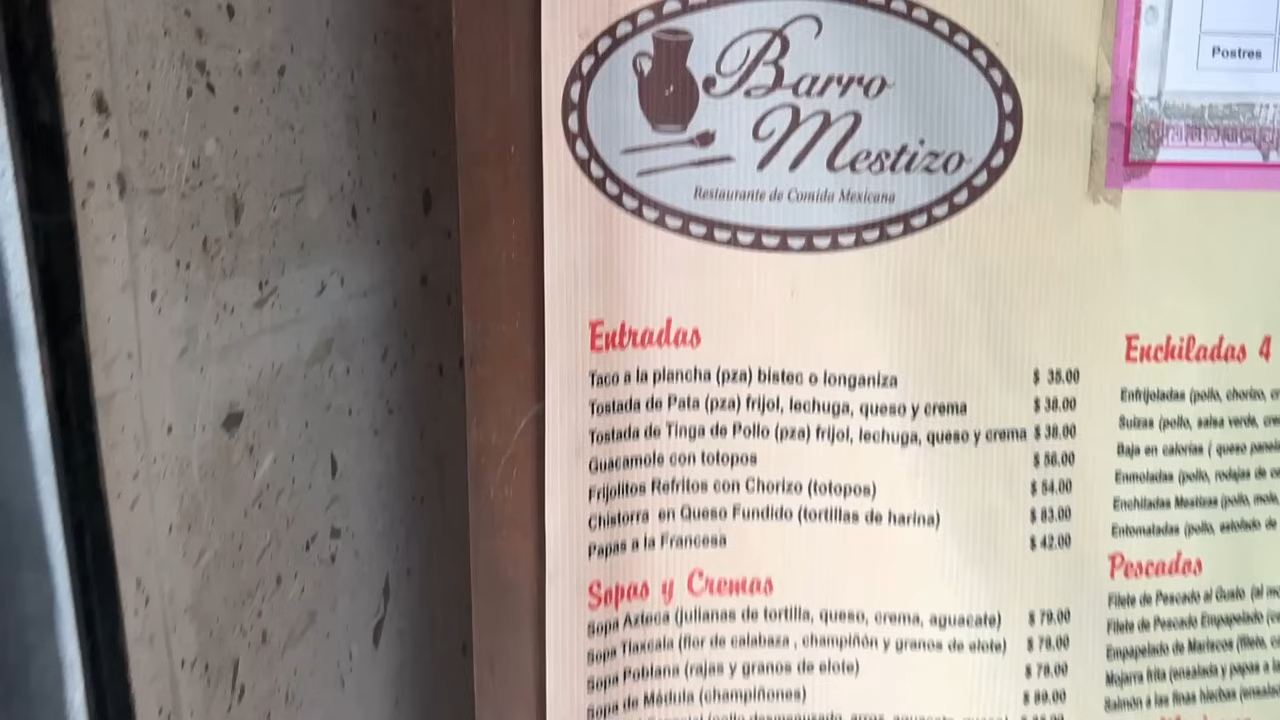 Barro
Mestizo
Restaurante de Comida Mexicana
Postres
Entradas
Taco a la plancha (pza) bistec o longaniza $ 38.00
Tostada de Pata (pza) frijol, lechuga, queso y crema $ 38.00
Tostada de Tinga de Pollo (pza) frijol, lechuga, queso y crema $ 38.00
Guacamole con totopos $ 56.00
Frijolitos Refritos con Chorizo (totopos) $ 54.00
Chistorra en Queso Fundido (tortillas de harina) $ 83.00
Papas a la Francesa $ 42.00
Sopas y Cremas
Sopa Azteca (julianas de tortilla, queso, crema, aguacate) $ 79.00
Sopa Tlaxcala (flor de calabaza , champiñón y granos de elote) $ 78.00
Sopa Poblana (rajas y granos de elote) $ 78.00
Sopa de Médula (champiñones) $ 89.00
Enchiladas 4
Enfrijoladas (pollo, chorizo,
Suizas (pollo, salsa verde,
Baja en calorías ( queso
Enmoladas (pollo, rodajas de
Enchiladas Mestizas (pollo, mole,
Entomatadas (pollo,
Pescados
Filete de Pescado al Gusto (al
Filete de Pescado Empapelado
Empapelado de Mariscos (filete,
Mojarra frita (ensalada y papas a la
Salmón a las finas hierbas